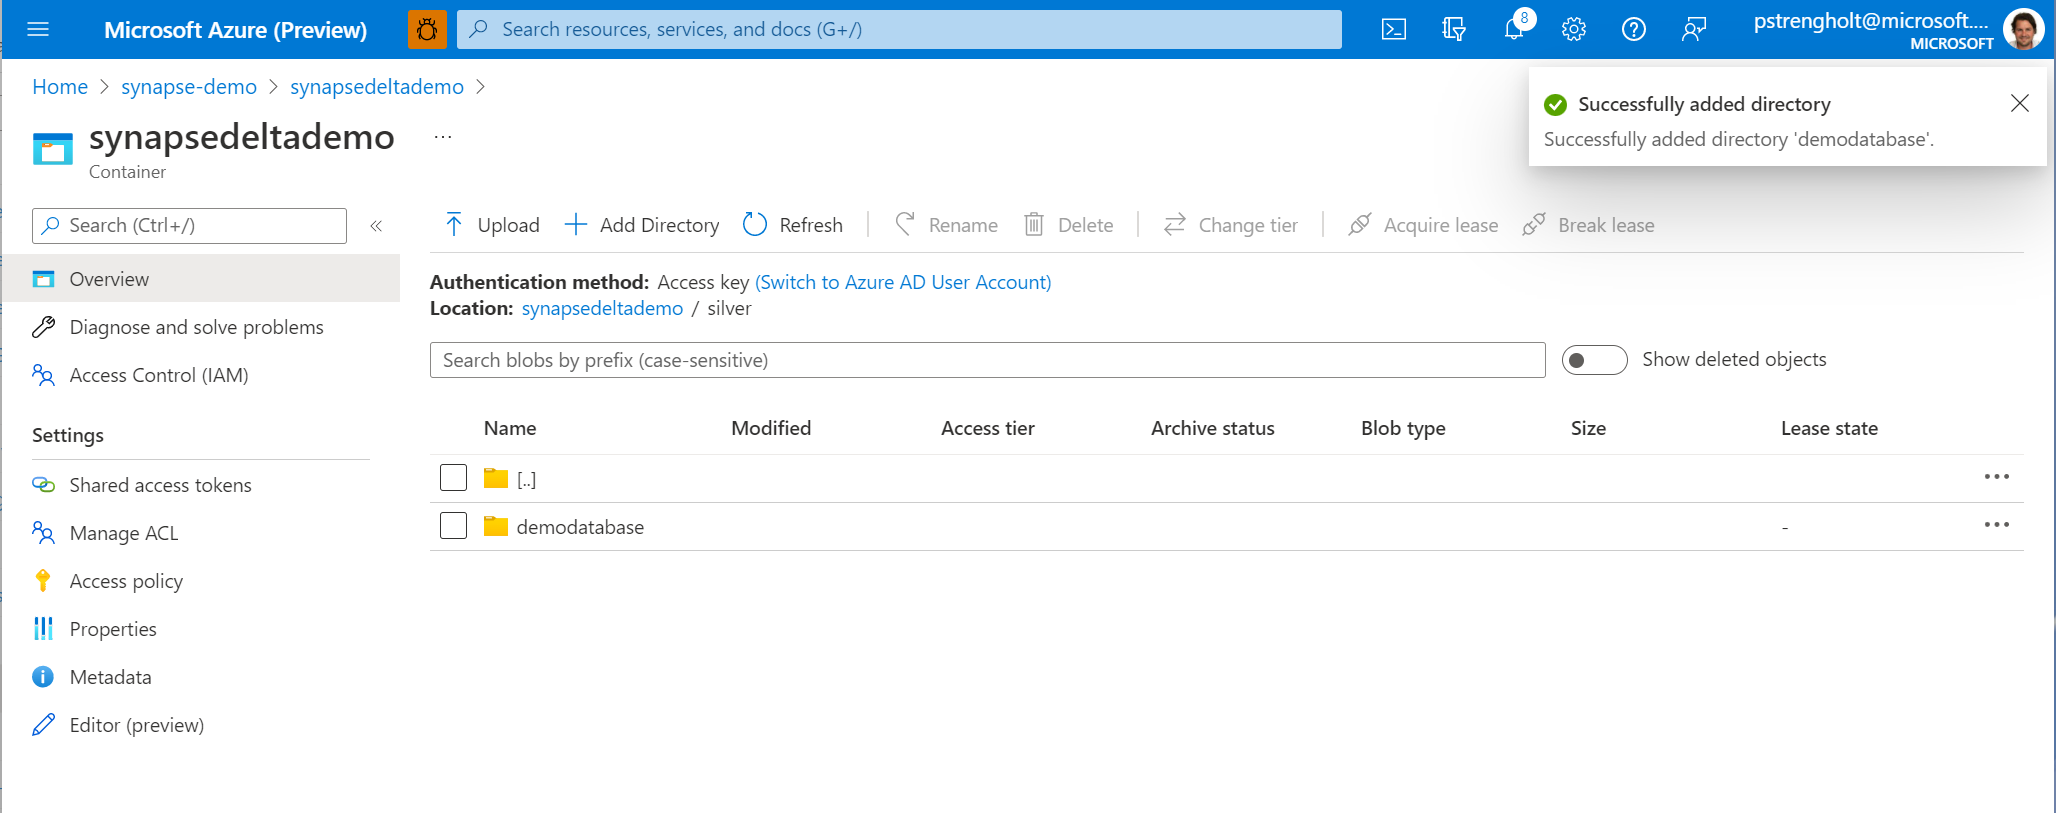 Microsoft Azure (Preview)
Search resources, services, and docs (G+/)
8
pstrengholt@microsoft....
MICROSOFT
Home > synapse-demo > synapsedeltademo >
Successfully added directory
Successfully added directory 'demodatabase'.
synapsedeltademo ...
Container
Search (Ctrl+/) «
Overview
Diagnose and solve problems
Access Control (IAM)
Settings
Shared access tokens
Manage ACL
Access policy
Properties
Metadata
Editor (preview)
Upload Add Directory Refresh Rename Delete Change tier Acquire lease Break lease
Authentication method: Access key (Switch to Azure AD User Account)
Location: synapsedeltademo / silver
Search blobs by prefix (case-sensitive) Show deleted objects
Name Modified Access tier Archive status Blob type Size Lease state
[..] ...
demodatabase - ...